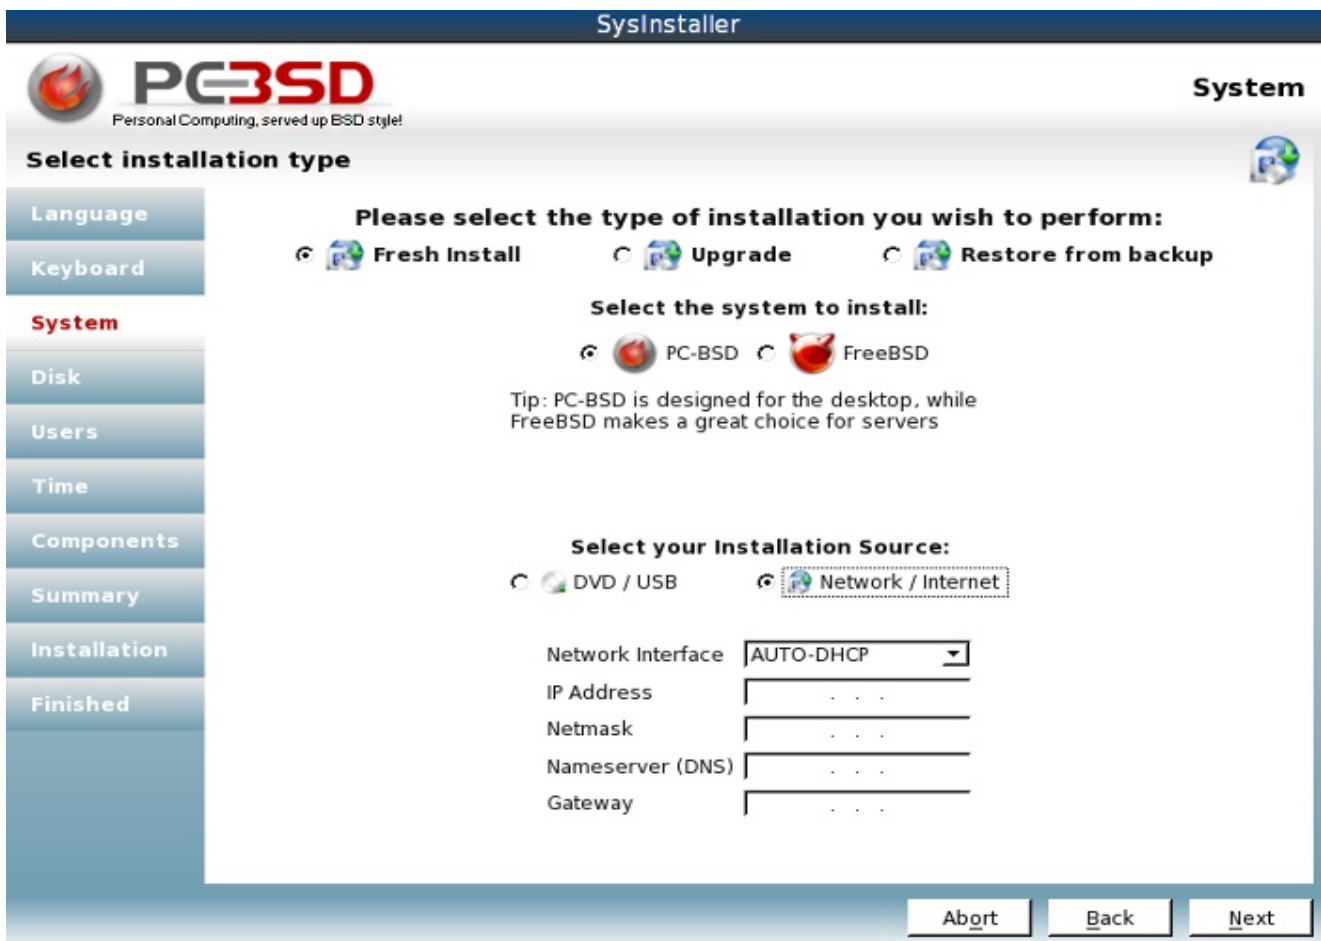 SysInstaller
PCBSD
Personal Computing, served up BSD style!
System
Select installation type
Language
Keyboard
System
Disk
Users
Time
Components
Summary
Installation
Finished
Please select the type of installation you wish to perform:
Fresh Install Upgrade Restore from backup
Select the system to install:
PC-BSD FreeBSD
Tip: PC-BSD is designed for the desktop, while
FreeBSD makes a great choice for servers
Select your Installation Source:
DVD / USB Network / Internet
Network Interface AUTO-DHCP
IP Address . . .
Netmask . . .
Nameserver (DNS) . . .
Gateway . . .
Abort Back Next